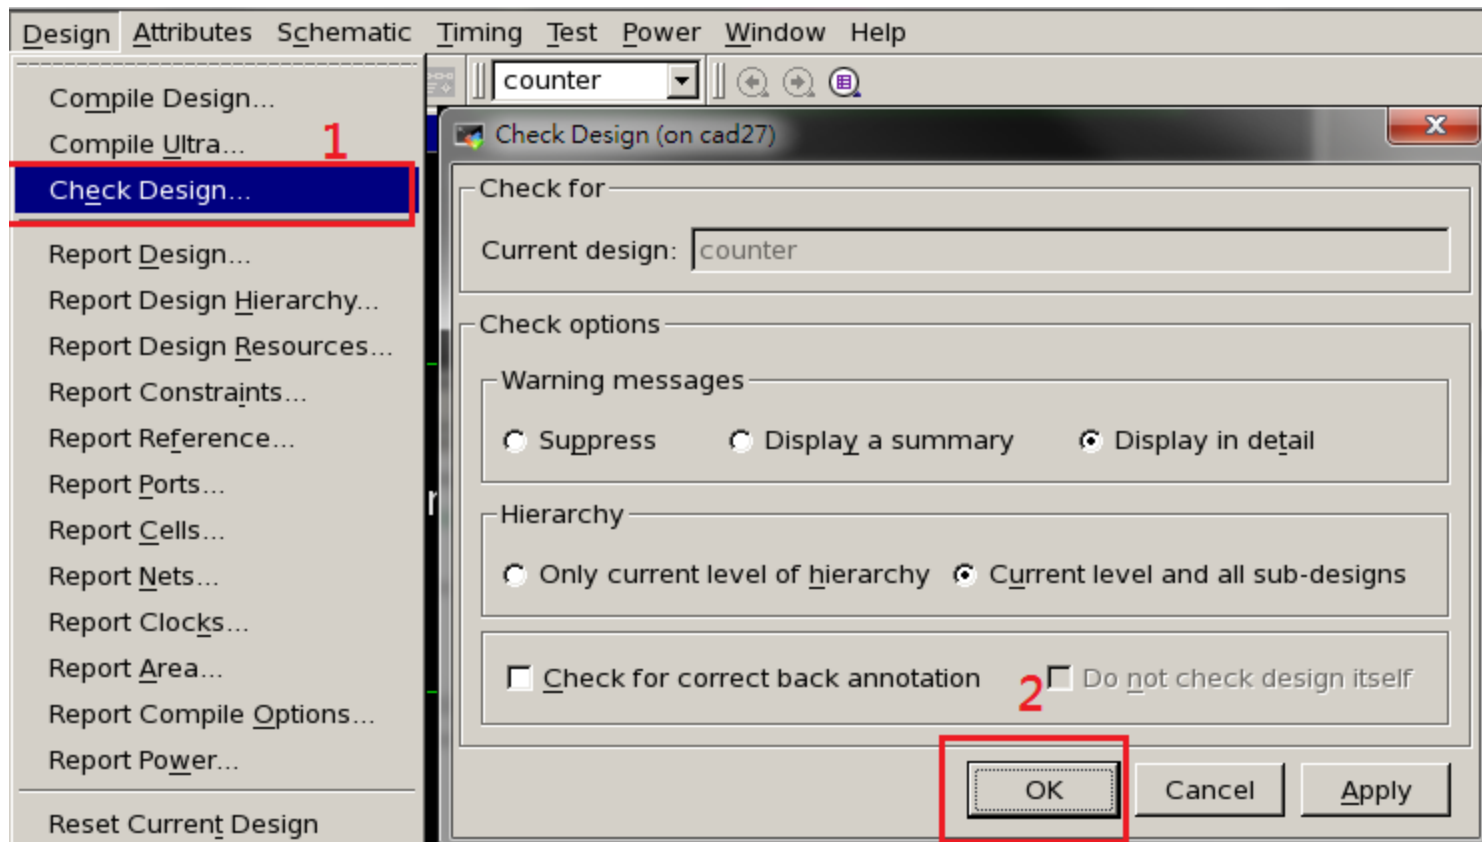 Design Attributes Schematic Timing Test Power Window Help
counter
Compile Design...
Compile Ultra...
1
Check Design...
Report Design...
Report Design Hierarchy...
Report Design Resources...
Report Constraints...
Report Reference...
Report Ports...
Report Cells...
Report Nets...
Report Clocks...
Report Area...
Report Compile Options...
Report Power...
Reset Current Design
Check Design (on cad27)
X
Check for
Current design: counter
Check options
Warning messages
Suppress Display a summary Display in detail
Hierarchy
Only current level of hierarchy Current level and all sub-designs
Check for correct back annotation Do not check design itself
2
OK Cancel Apply